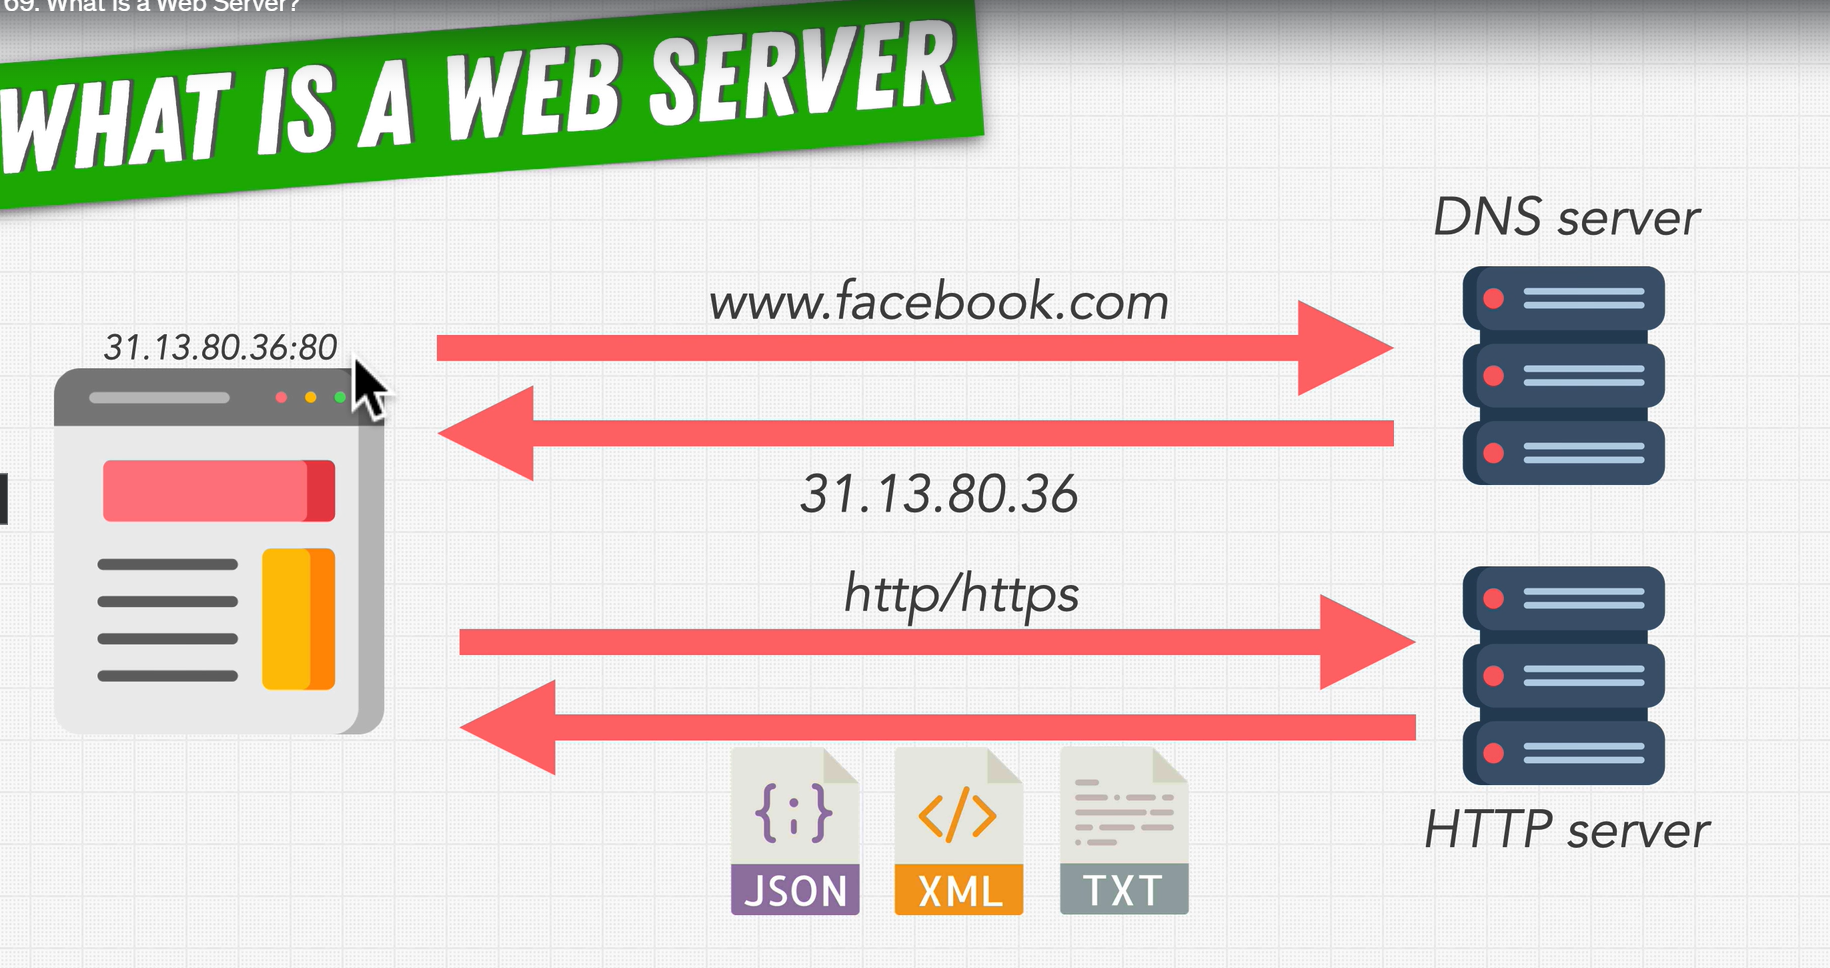 69. What Is a Web Server?
WHAT IS A WEB SERVER
DNS server
www.facebook.com
31.13.80.36:80
31.13.80.36
http/https
HTTP server
JSON
XML
TXT